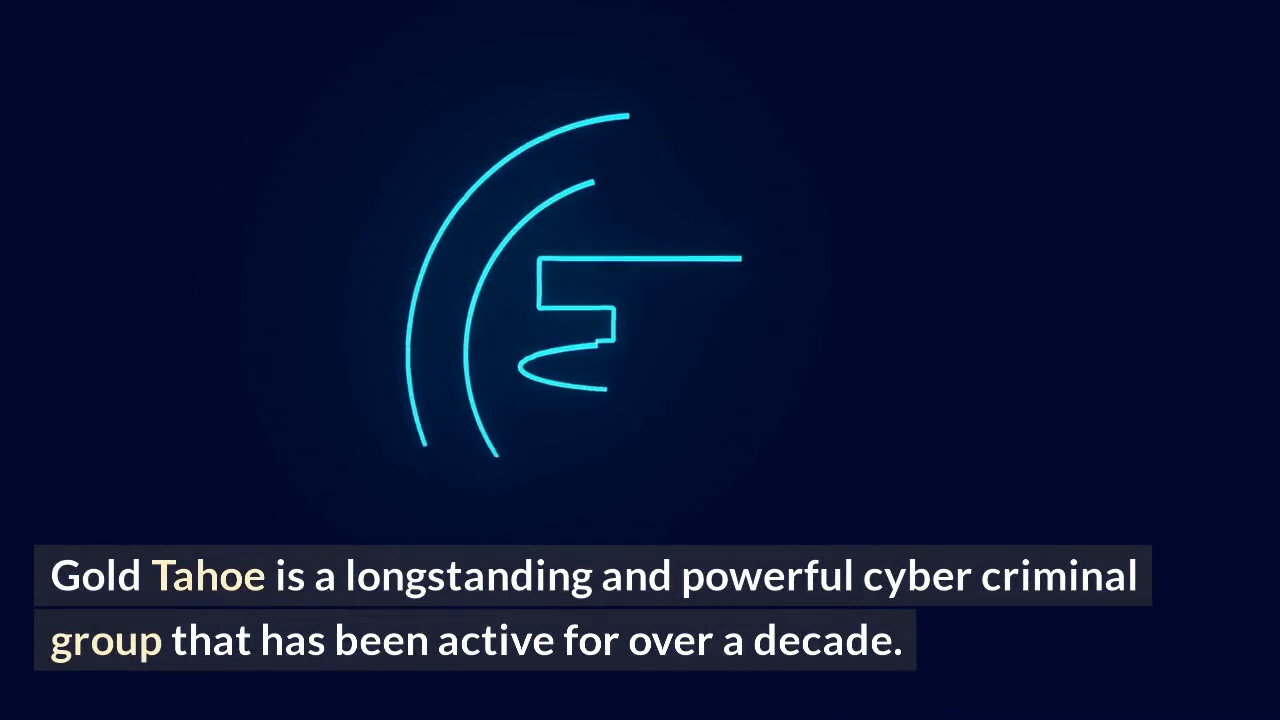 Gold Tahoe is a longstanding and powerful cyber criminal
group that has been active for over a decade.